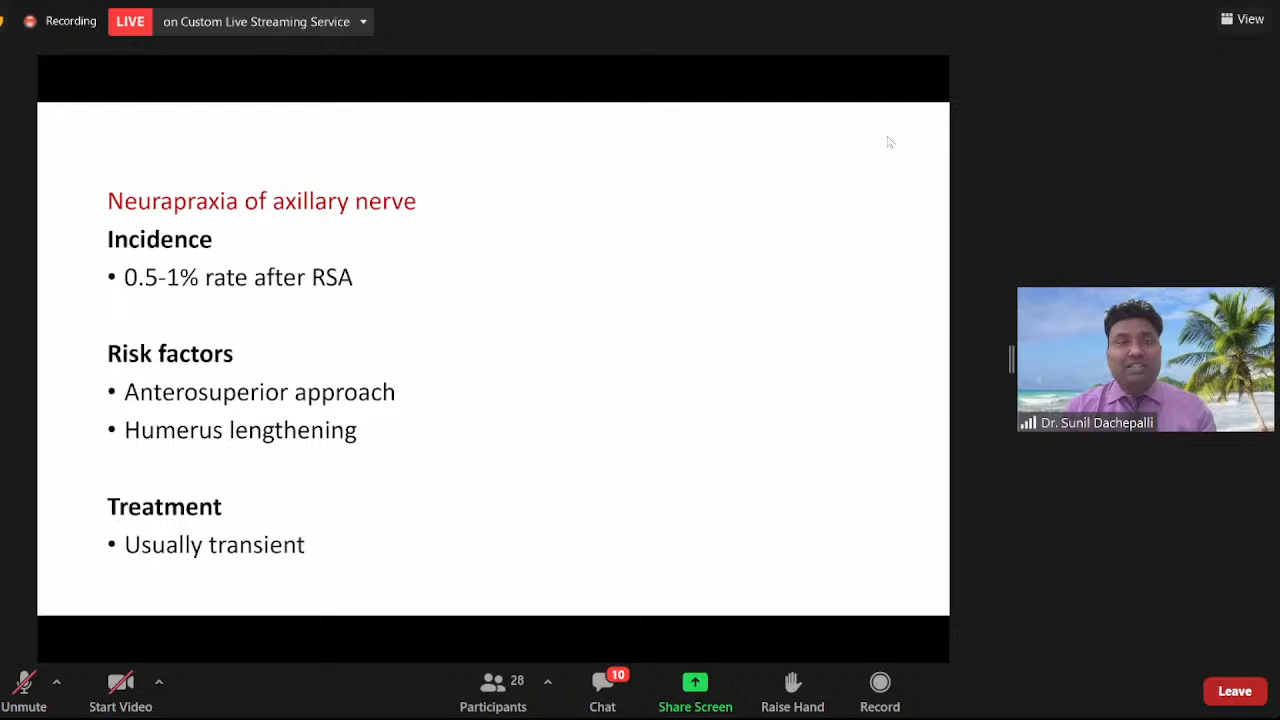 Recording
LIVE on Custom Live Streaming Service
View
Neurapraxia of axillary nerve
Incidence
• 0.5-1% rate after RSA
Risk factors
• Anterosuperior approach
• Humerus lengthening
Treatment
• Usually transient
Dr. Sunil Dachepalli
Unmute
Start Video
28
Participants
10
Chat
Share Screen
Raise Hand
Record
Leave